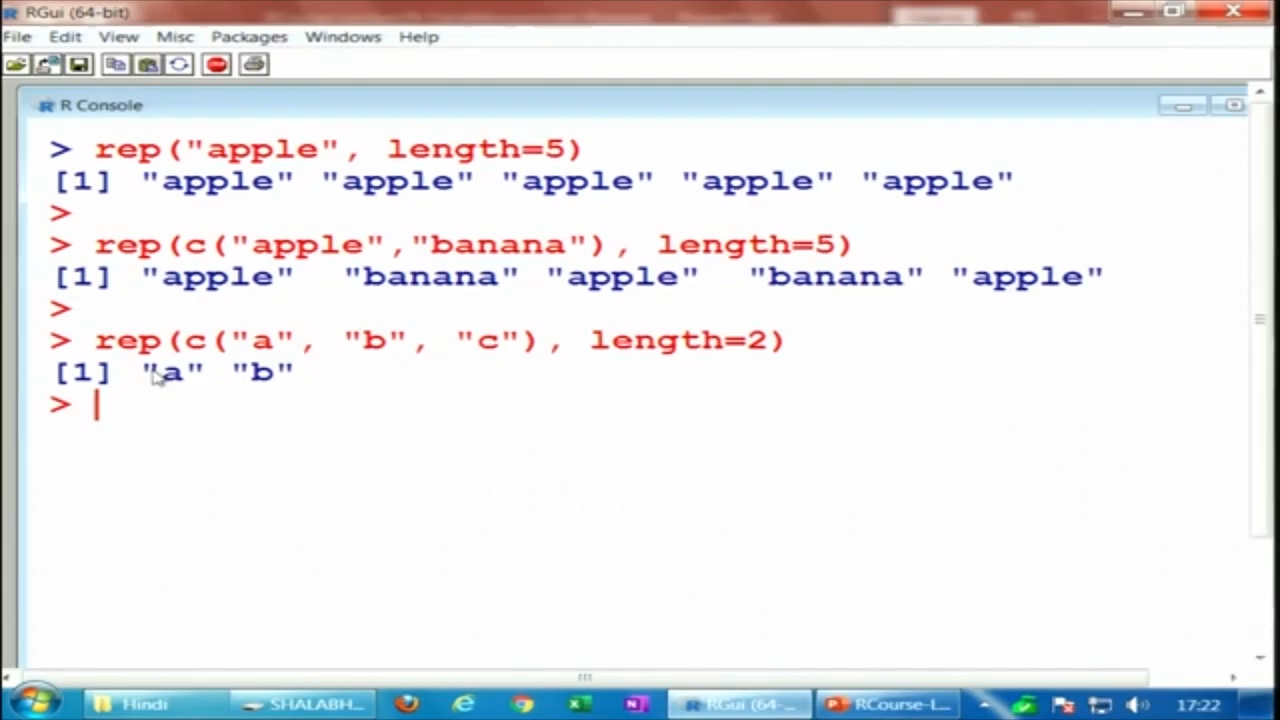 RGui (64-bit)
File Edit View Misc Packages Windows Help
STOP
R Console
> rep("apple", length=5)
[1] "apple" "apple" "apple" "apple" "apple"
>
> rep(c("apple","banana"), length=5)
[1] "apple" "banana" "apple" "banana" "apple"
>
> rep(c("a", "b", "c"), length=2)
[1] "a" "b"
>
Hindi SHALABH... RGui (64-... RCourse-L... 17:22